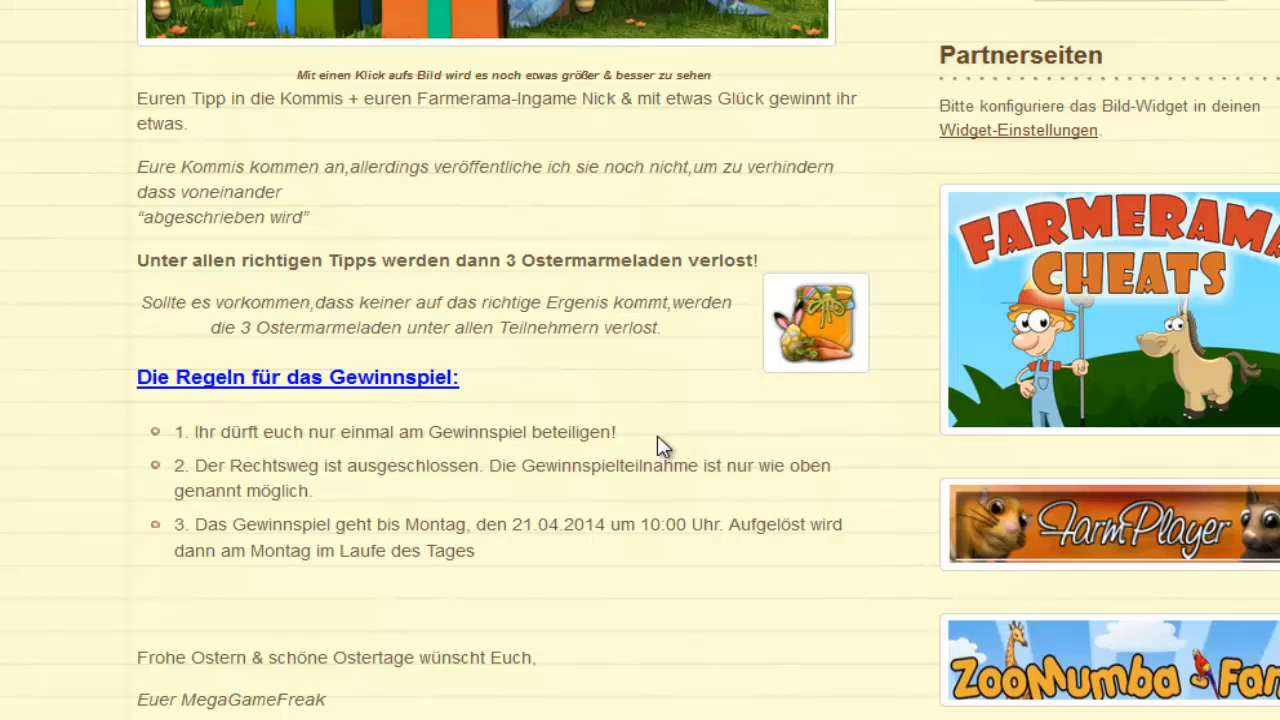 Mit einen Klick aufs Bild wird es noch etwas größer & besser zu sehen
Euren Tipp in die Kommis + euren Farmerama-Ingame Nick & mit etwas Glück gewinnt ihr
etwas.
Eure Kommis kommen an,allerdings veröffentliche ich sie noch nicht,um zu verhindern
dass voneinander
“abgeschrieben wird”
Unter allen richtigen Tipps werden dann 3 Ostermarmeladen verlost!
Sollte es vorkommen,dass keiner auf das richtige Ergenis kommt,werden
die 3 Ostermarmeladen unter allen Teilnehmern verlost.
Die Regeln für das Gewinnspiel:
1. Ihr dürft euch nur einmal am Gewinnspiel beteiligen!
2. Der Rechtsweg ist ausgeschlossen. Die Gewinnspielteilnahme ist nur wie oben
genannt möglich.
3. Das Gewinnspiel geht bis Montag, den 21.04.2014 um 10:00 Uhr. Aufgelöst wird
dann am Montag im Laufe des Tages
Frohe Ostern & schöne Ostertage wünscht Euch,
Euer MegaGameFreak
Partnerseiten
Bitte konfiguriere das Bild-Widget in deinen
Widget-Einstellungen.
FARMERAMA
CHEATS
FarmPlayer
ZooMumba Fan